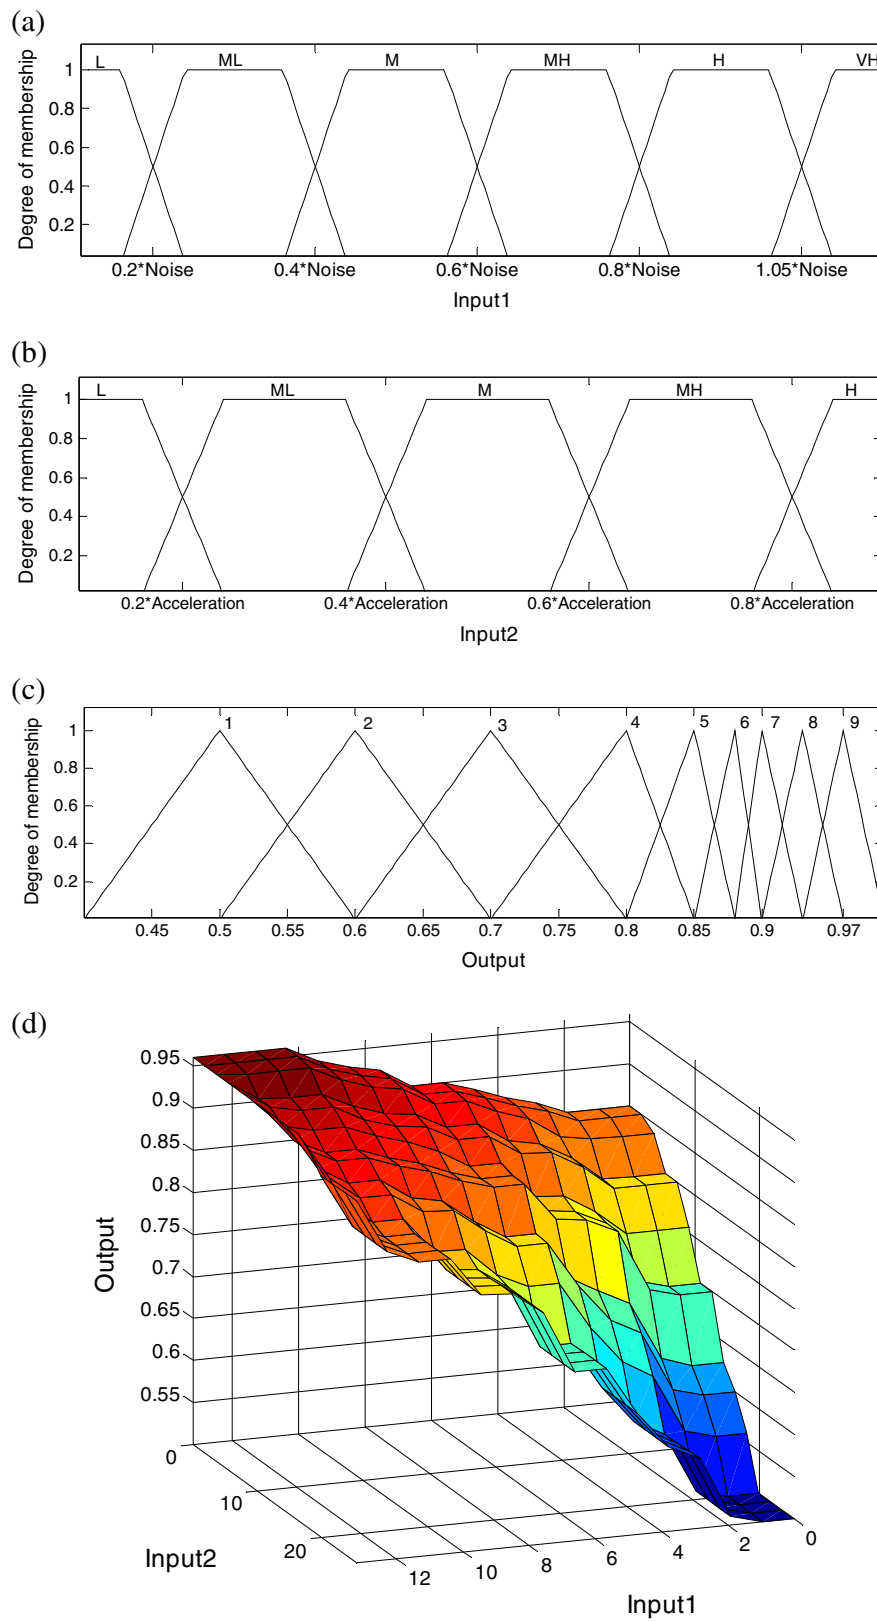 (a)
L ML M MH H VH
1
0.8
0.6
0.4
0.2
Degree of membership
0.2*Noise 0.4*Noise 0.6*Noise 0.8*Noise 1.05*Noise
Input1
(b)
L ML M MH H
1
0.8
0.6
0.4
0.2
Degree of membership
0.2*Acceleration 0.4*Acceleration 0.6*Acceleration 0.8*Acceleration
Input2
(c)
1 2 3 4 5 6 7 8 9
1
0.8
0.6
0.4
0.2
Degree of membership
0.45 0.5 0.55 0.6 0.65 0.7 0.75 0.8 0.85 0.9 0.97
Output
(d)
0.95
0.9
0.85
0.8
0.75
0.7
0.65
0.6
0.55
Output
0
10
20
Input2
12 10 8 6 4 2 0
Input1